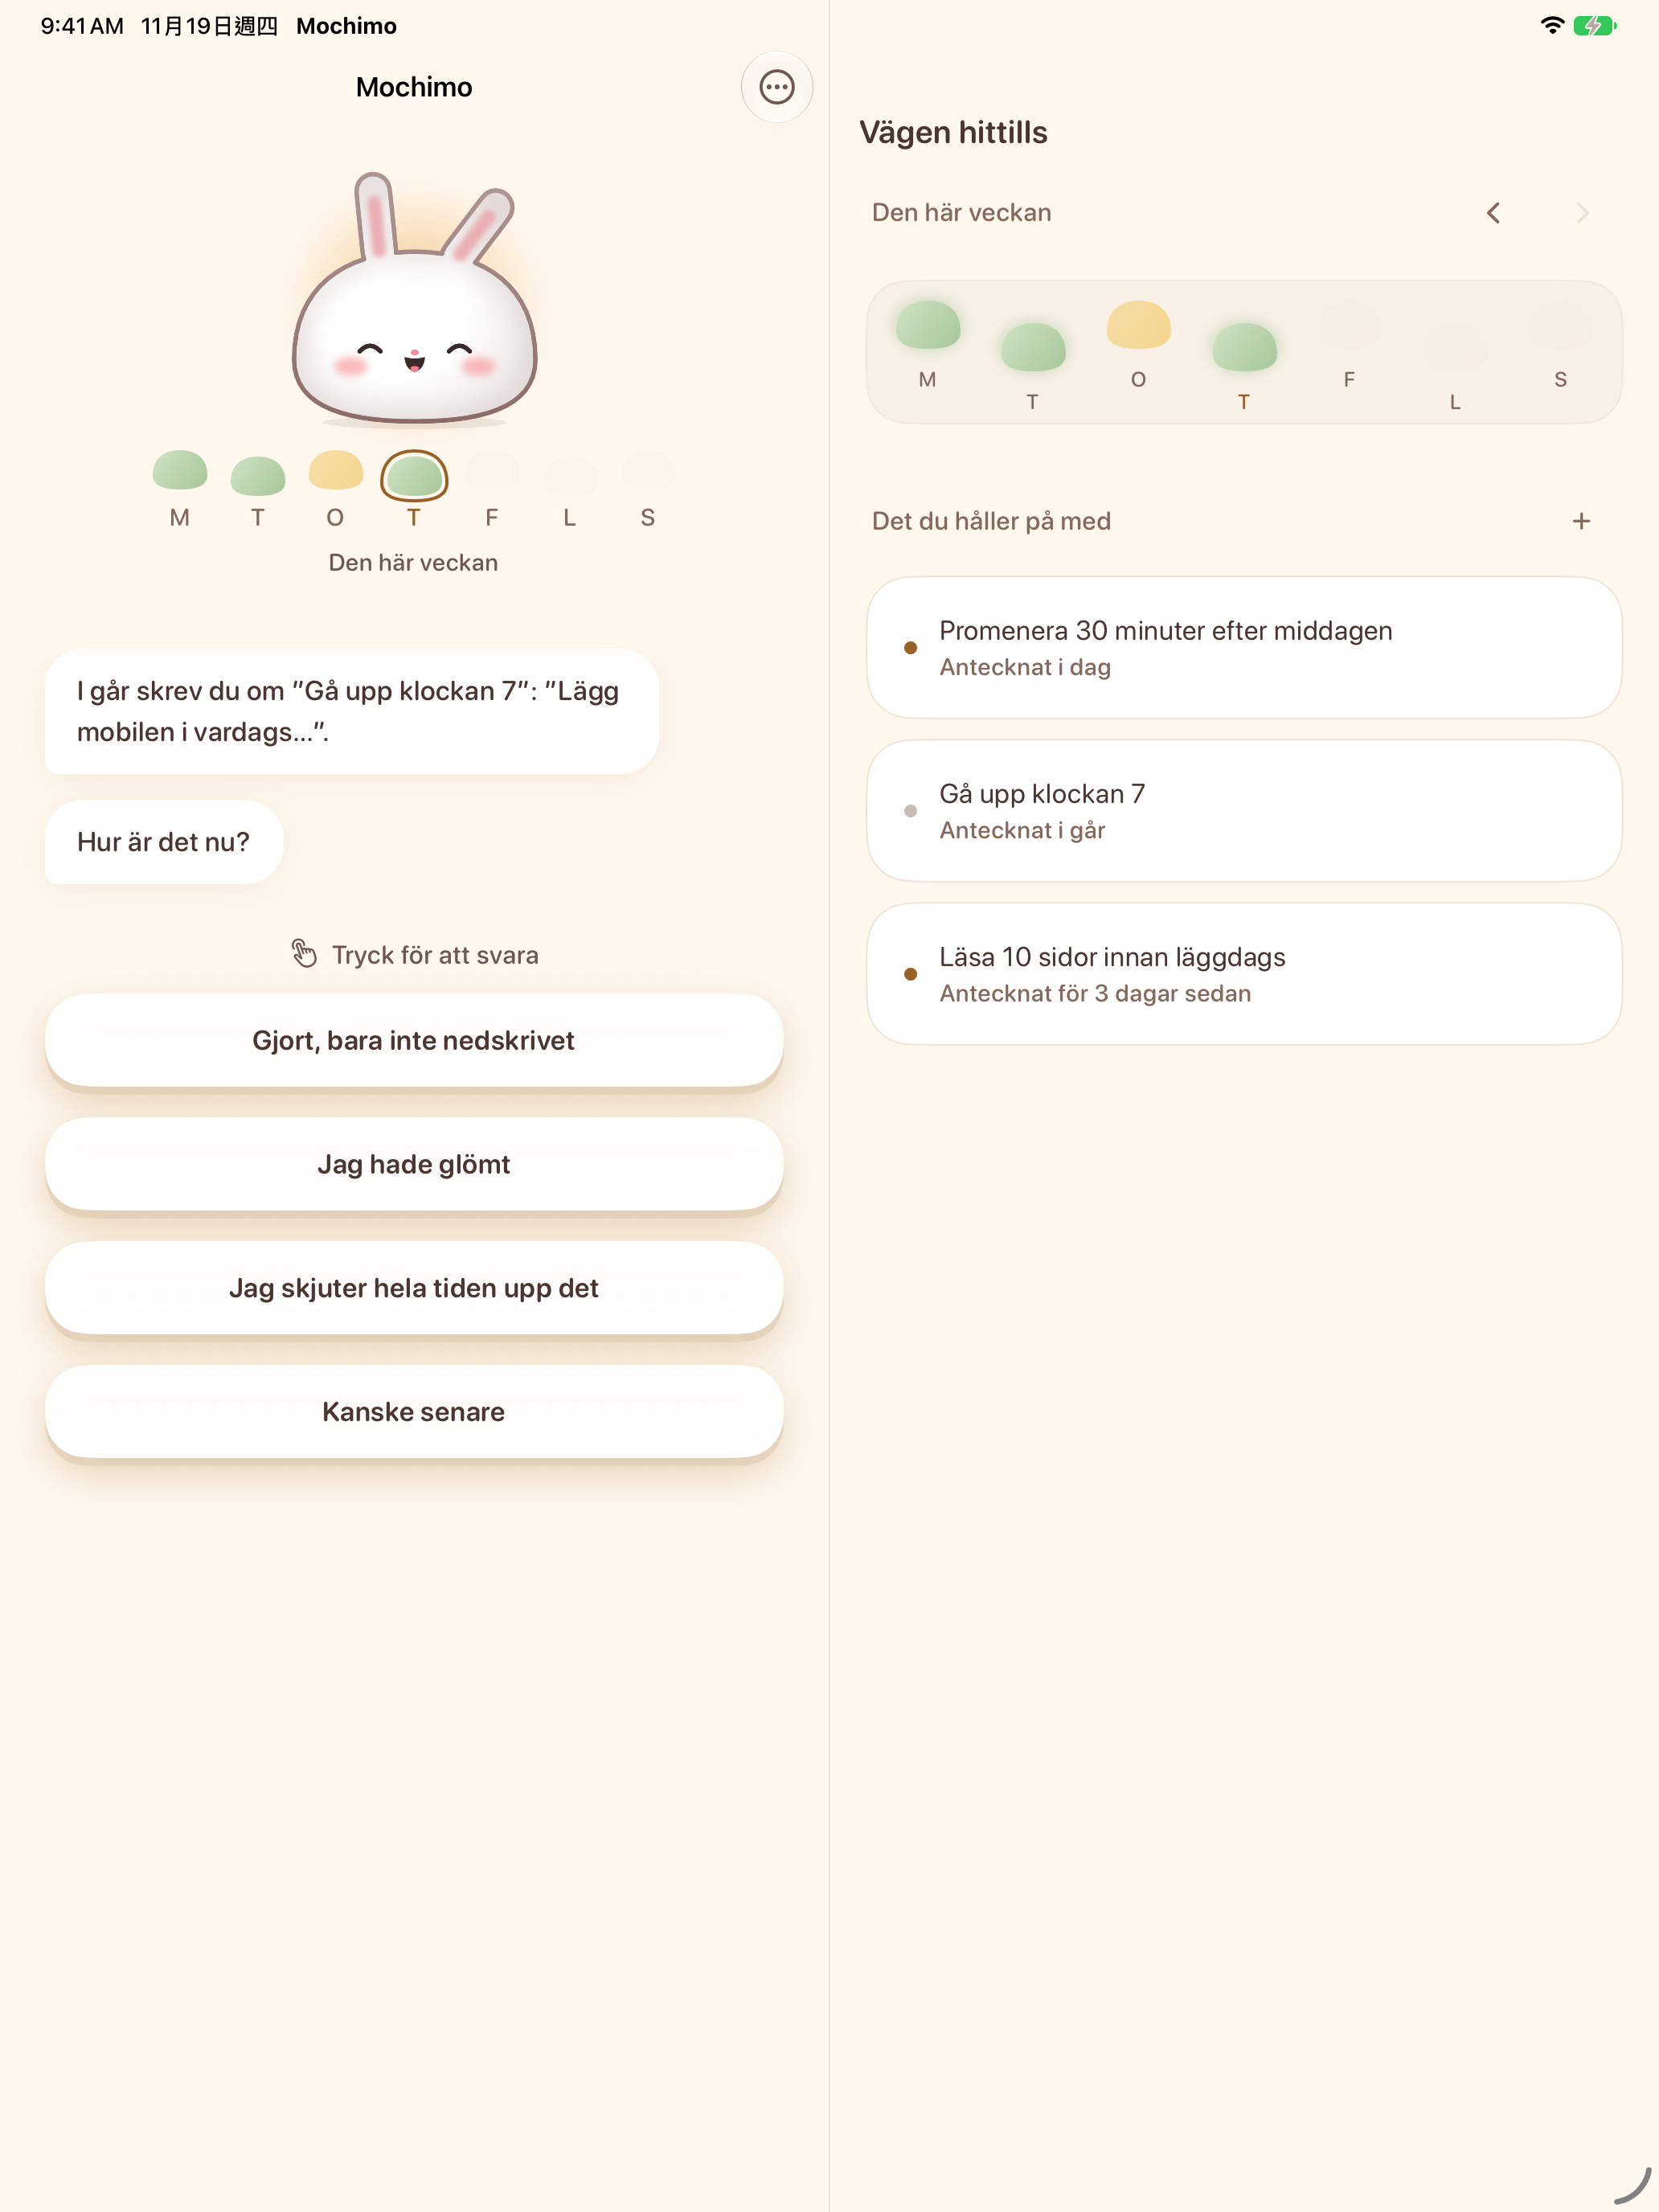 9:41 AM 11月19日週四 Mochimo
Mochimo
M T O T F L S
Den här veckan
I går skrev du om ”Gå upp klockan 7”: ”Lägg
mobilen i vardags...”.
Hur är det nu?
Tryck för att svara
Gjort, bara inte nedskrivet
Jag hade glömt
Jag skjuter hela tiden upp det
Kanske senare
Vägen hittills
Den här veckan
M T O T F L S
Det du håller på med
Promenera 30 minuter efter middagen
Antecknat i dag
Gå upp klockan 7
Antecknat i går
Läsa 10 sidor innan läggdags
Antecknat för 3 dagar sedan